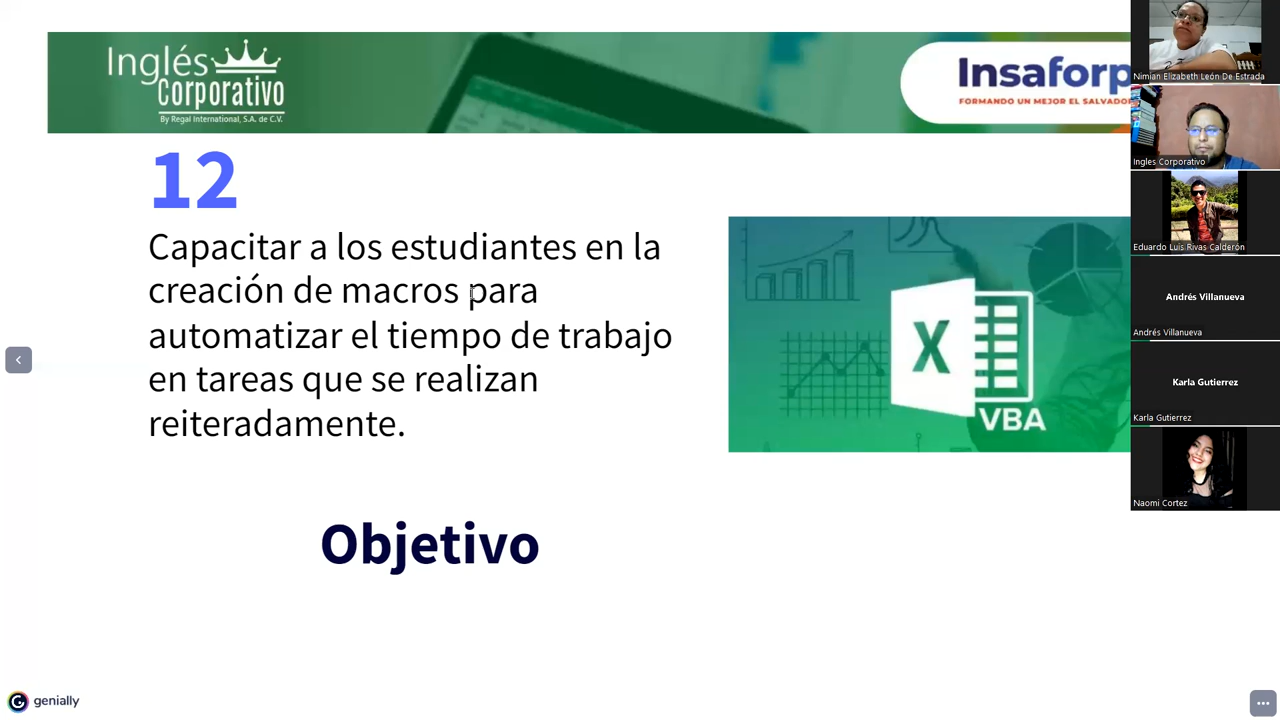 Inglés
Corporativo
By Regal International, S.A. de C.V.
Insaforp
FORMANDO UN MEJOR EL SALVADOR
12
Capacitar a los estudiantes en la
creación de macros para
automatizar el tiempo de trabajo
en tareas que se realizan
reiteradamente.
X
VBA
Objetivo
genially
Nimian Elizabeth León De Estrada
Ingles Corporativo
Eduardo Luis Rivas Calderón
Andrés Villanueva
Andrés Villanueva
Karla Gutierrez
Karla Gutierrez
Naomi Cortez